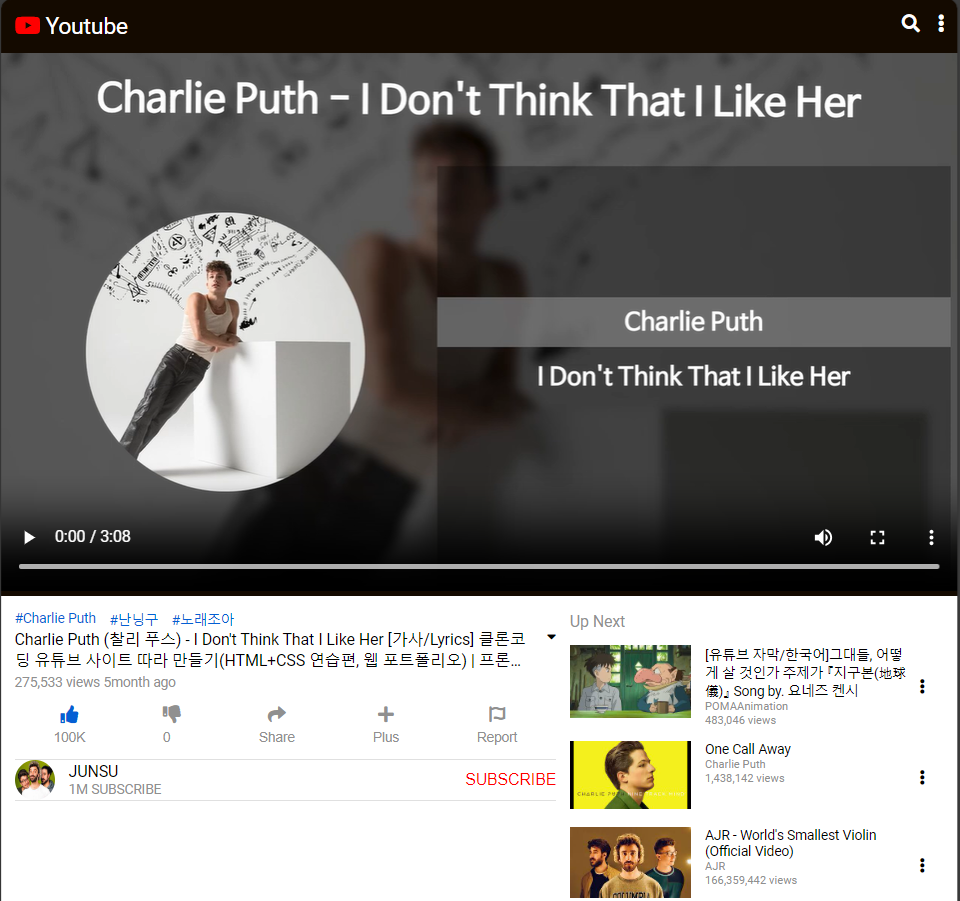 Youtube
Charlie Puth - I Don't Think That I Like Her
Charlie Puth
I Don't Think That I Like Her
0:00 / 3:08
#Charlie Puth #난닝구 #노래조아
Charlie Puth (찰리 푸스) - I Don't Think That I Like Her [가사/Lyrics] 클론코
딩 유튜브 사이트 따라 만들기(HTML+CSS 연습편, 웹 포트폴리오) | 프론...
275,533 views 5month ago
100K
0
Share
Plus
Report
JUNSU
1M SUBSCRIBE
SUBSCRIBE
Up Next
[유튜브 자막/한국어]그대들, 어떻
게 살 것인가 주제가 『지구본(地球
儀)』 Song by. 요네즈 켄시
POMAAnimation
483,046 views
CHARLIE PUTH NINE TRACK MIND
One Call Away
Charlie Puth
1,438,142 views
COLUMBIA
AJR - World's Smallest Violin
(Official Video)
AJR
166,359,442 views